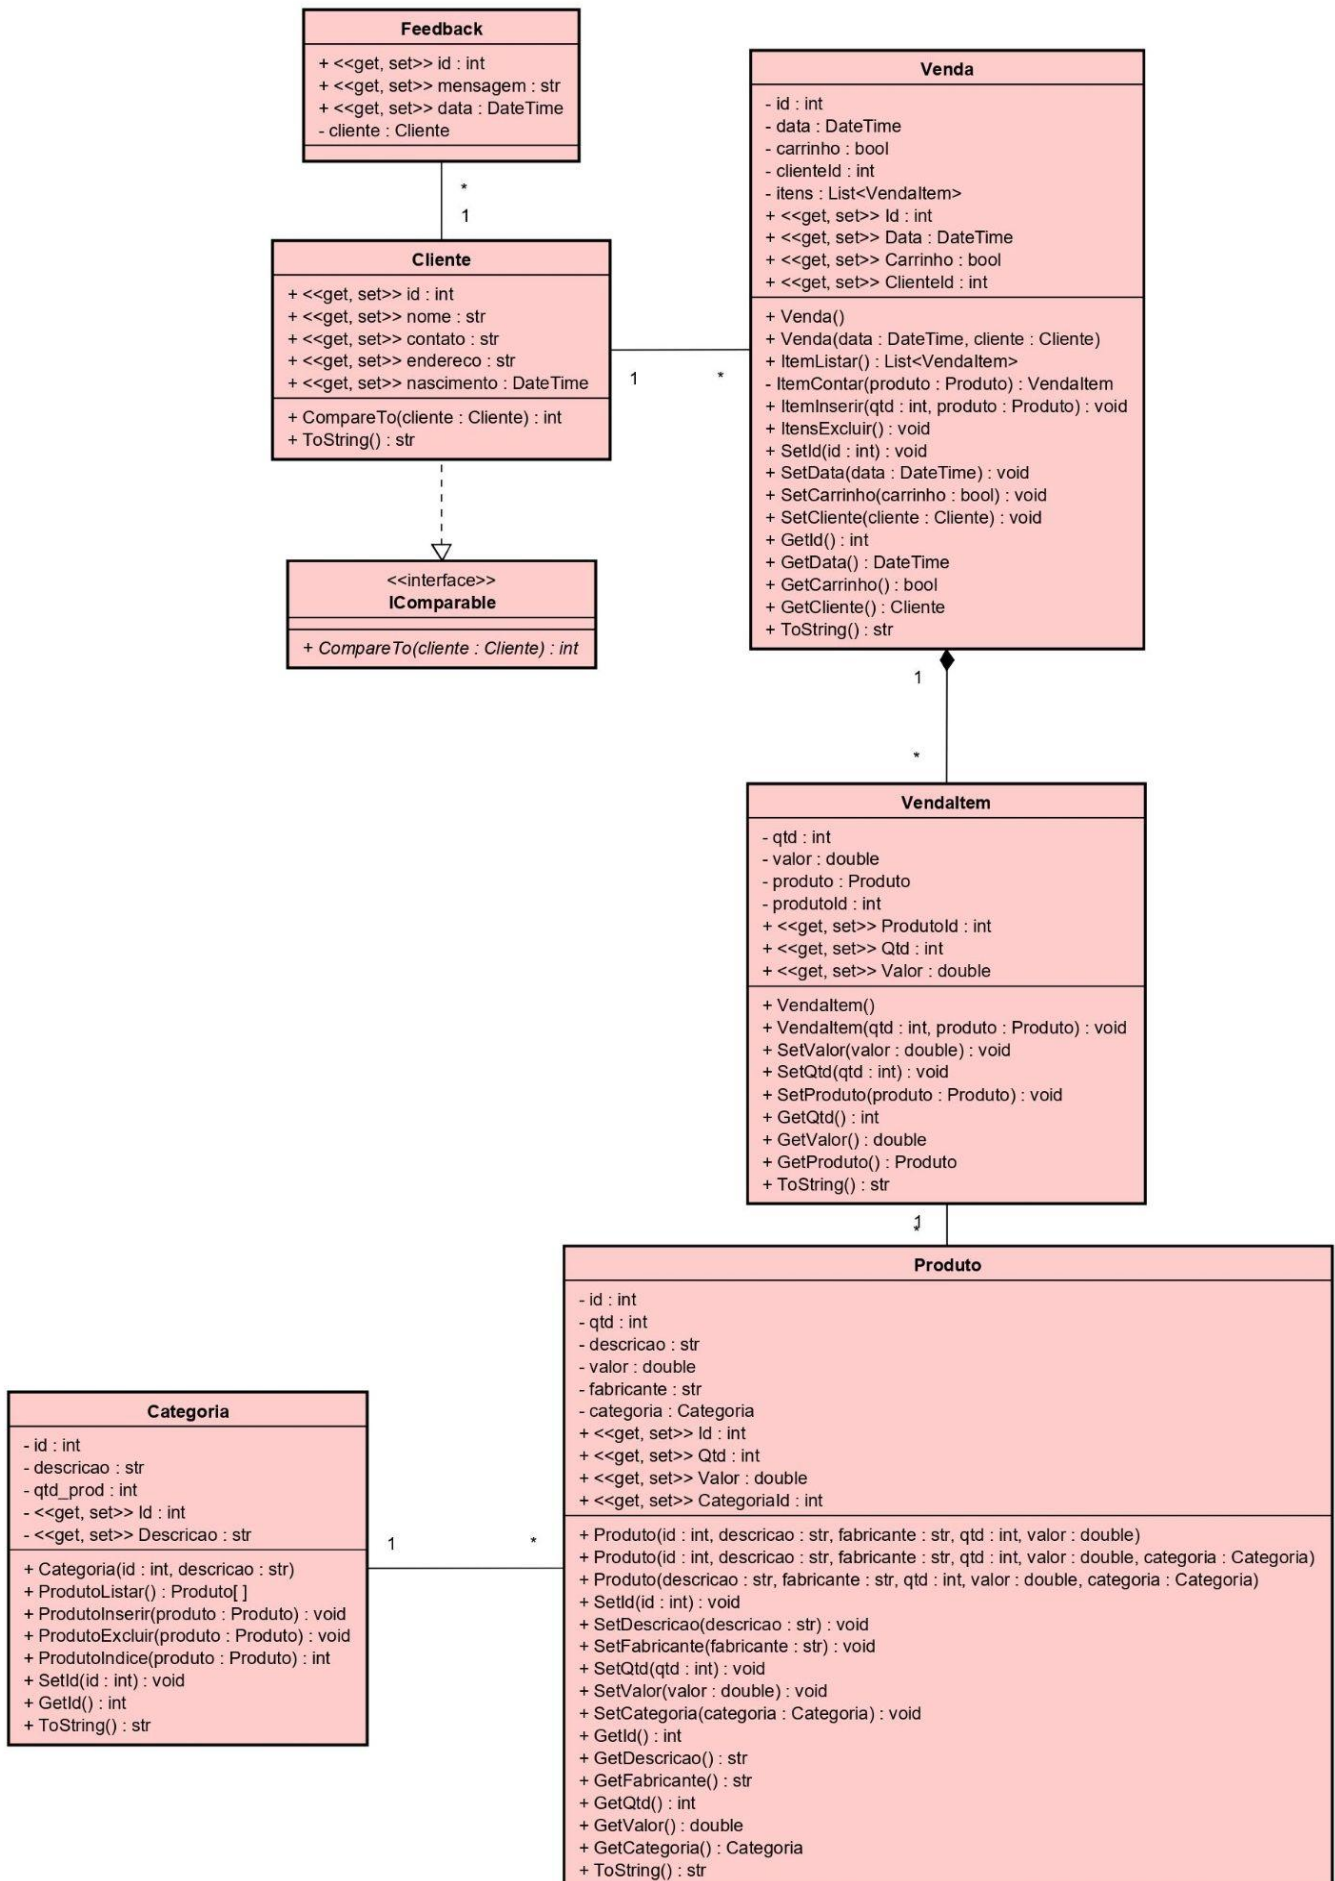 Feedback
+ <<get, set>> id : int
+ <<get, set>> mensagem : str
+ <<get, set>> data : DateTime
- cliente : Cliente
*
1
Cliente
+ <<get, set>> id : int
+ <<get, set>> nome : str
+ <<get, set>> contato : str
+ <<get, set>> endereco : str
+ <<get, set>> nascimento : DateTime
+ CompareTo(cliente : Cliente) : int
+ ToString() : str
1
*
<<interface>>
IComparable
+ CompareTo(cliente : Cliente) : int
Venda
- id : int
- data : DateTime
- carrinho : bool
- clienteId : int
- itens : List<VendaItem>
+ <<get, set>> Id : int
+ <<get, set>> Data : DateTime
+ <<get, set>> Carrinho : bool
+ <<get, set>> ClienteId : int
+ Venda()
+ Venda(data : DateTime, cliente : Cliente)
+ ItemListar() : List<VendaItem>
- ItemContar(produto : Produto) : VendaItem
+ ItemInserir(qtd : int, produto : Produto) : void
+ ItensExcluir() : void
+ SetId(id : int) : void
+ SetData(data : DateTime) : void
+ SetCarrinho(carrinho : bool) : void
+ SetCliente(cliente : Cliente) : void
+ GetId() : int
+ GetData() : DateTime
+ GetCarrinho() : bool
+ GetCliente() : Cliente
+ ToString() : str
1
*
VendaItem
- qtd : int
- valor : double
- produto : Produto
- produtoId : int
+ <<get, set>> ProdutoId : int
+ <<get, set>> Qtd : int
+ <<get, set>> Valor : double
+ VendaItem()
+ VendaItem(qtd : int, produto : Produto) : void
+ SetValor(valor : double) : void
+ SetQtd(qtd : int) : void
+ SetProduto(produto : Produto) : void
+ GetQtd() : int
+ GetValor() : double
+ GetProduto() : Produto
+ ToString() : str
1
*
Produto
- id : int
- qtd : int
- descricao : str
- valor : double
- fabricante : str
- categoria : Categoria
+ <<get, set>> Id : int
+ <<get, set>> Qtd : int
+ <<get, set>> Valor : double
+ <<get, set>> CategoriaId : int
+ Produto(id : int, descricao : str, fabricante : str, qtd : int, valor : double)
+ Produto(id : int, descricao : str, fabricante : str, qtd : int, valor : double, categoria : Categoria)
+ Produto(descricao : str, fabricante : str, qtd : int, valor : double, categoria : Categoria)
+ SetId(id : int) : void
+ SetDescricao(descricao : str) : void
+ SetFabricante(fabricante : str) : void
+ SetQtd(qtd : int) : void
+ SetValor(valor : double) : void
+ SetCategoria(categoria : Categoria) : void
+ GetId() : int
+ GetDescricao() : str
+ GetFabricante() : str
+ GetQtd() : int
+ GetValor() : double
+ GetCategoria() : Categoria
+ ToString() : str
Categoria
- id : int
- descricao : str
- qtd_prod : int
- <<get, set>> Id : int
- <<get, set>> Descricao : str
+ Categoria(id : int, descricao : str)
+ ProdutoListar() : Produto[ ]
+ ProdutoInserir(produto : Produto) : void
+ ProdutoExcluir(produto : Produto) : void
+ ProdutoIndice(produto : Produto) : int
+ SetId(id : int) : void
+ GetId() : int
+ ToString() : str
1
*